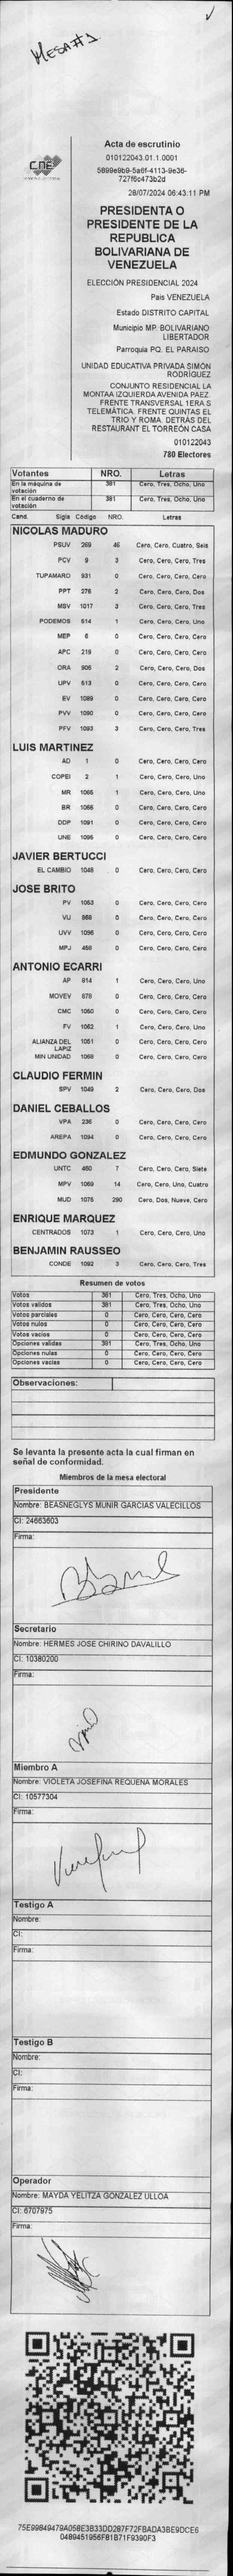 MESA#1
CNE
Acta de escrutinio
010122043.01.1.0001
5899e9b9-5a6f-4113-9e36-
727f6c473b2d
28/07/2024 06:43:11 PM
PRESIDENTA O
PRESIDENTE DE LA
REPUBLICA
BOLIVARIANA DE
VENEZUELA
ELECCIÓN PRESIDENCIAL 2024
Pais VENEZUELA
Estado DISTRITO CAPITAL
Municipio MP. BOLIVARIANO
LIBERTADOR
Parroquia PQ. EL PARAISO
UNIDAD EDUCATIVA PRIVADA SIMÓN
RODRÍGUEZ
CONJUNTO RESIDENCIAL LA
MONTAA IZQUIERDA AVENIDA PAEZ.
FRENTE TRANSVERSAL 1ERA S
TELEMÁTICA. FRENTE QUINTAS EL
TRIO Y ROMA. DETRÁS DEL
RESTAURANT EL TORREÓN CASA
010122043
780 Electores
Votantes NRO. Letras
En la máquina de votación 381 Cero, Tres, Ocho, Uno
En el cuaderno de votación 381 Cero, Tres, Ocho, Uno
Cand. Sigla Codigo NRO. Letras
NICOLAS MADURO
PSUV 269 46 Cero, Cero, Cuatro, Seis
PCV 9 3 Cero, Cero, Cero, Tres
TUPAMARO 931 0 Cero, Cero, Cero, Cero
PPT 276 2 Cero, Cero, Cero, Dos
MSV 1017 3 Cero, Cero, Cero, Tres
PODEMOS 514 1 Cero, Cero, Cero, Uno
MEP 6 0 Cero, Cero, Cero, Cero
APC 219 0 Cero, Cero, Cero, Cero
ORA 906 2 Cero, Cero, Cero, Dos
UPV 513 0 Cero, Cero, Cero, Cero
EV 1089 0 Cero, Cero, Cero, Cero
PVV 1090 0 Cero, Cero, Cero, Cero
PFV 1093 3 Cero, Cero, Cero, Tres
LUIS MARTINEZ
AD 1 0 Cero, Cero, Cero, Cero
COPEI 2 1 Cero, Cero, Cero, Uno
MR 1065 1 Cero, Cero, Cero, Uno
BR 1066 0 Cero, Cero, Cero, Cero
DDP 1091 0 Cero, Cero, Cero, Cero
UNE 1095 0 Cero, Cero, Cero, Cero
JAVIER BERTUCCI
EL CAMBIO 1048 0 Cero, Cero, Cero, Cero
JOSE BRITO
PV 1053 0 Cero, Cero, Cero, Cero
VU 868 0 Cero, Cero, Cero, Cero
UVV 1096 0 Cero, Cero, Cero, Cero
MPJ 458 0 Cero, Cero, Cero, Cero
ANTONIO ECARRI
AP 814 1 Cero, Cero, Cero, Uno
MOVEV 678 0 Cero, Cero, Cero, Cero
CMC 1050 0 Cero, Cero, Cero, Cero
FV 1062 1 Cero, Cero, Cero, Uno
ALIANZA DEL LAPIZ 1051 0 Cero, Cero, Cero, Cero
MIN UNIDAD 1068 0 Cero, Cero, Cero, Cero
CLAUDIO FERMIN
SPV 1049 2 Cero, Cero, Cero, Dos
DANIEL CEBALLOS
VPA 236 0 Cero, Cero, Cero, Cero
AREPA 1094 0 Cero, Cero, Cero, Cero
EDMUNDO GONZALEZ
UNTC 460 7 Cero, Cero, Cero, Siete
MPV 1069 14 Cero, Cero, Uno, Cuatro
MUD 1075 290 Cero, Dos, Nueve, Cero
ENRIQUE MARQUEZ
CENTRADOS 1073 1 Cero, Cero, Cero, Uno
BENJAMIN RAUSSEO
CONDE 1092 3 Cero, Cero, Cero, Tres
Resumen de votos
Votos 381 Cero, Tres, Ocho, Uno
Votos validos 381 Cero, Tres, Ocho, Uno
Votos parciales 0 Cero, Cero, Cero, Cero
Votos nulos 0 Cero, Cero, Cero, Cero
Votos vacios 0 Cero, Cero, Cero, Cero
Opciones validas 381 Cero, Tres, Ocho, Uno
Opciones nulas 0 Cero, Cero, Cero, Cero
Opciones vacias 0 Cero, Cero, Cero, Cero
Observaciones:
Se levanta la presente acta la cual firman en
señal de conformidad.
Miembros de la mesa electoral
Presidente
Nombre: BEASNEGLYS MUNIR GARCIAS VALECILLOS
CI: 24663603
Firma:
Secretario
Nombre: HERMES JOSE CHIRINO DAVALILLO
CI: 10380200
Firma:
Miembro A
Nombre: VIOLETA JOSEFINA REQUENA MORALES
CI: 10577304
Firma:
Testigo A
Nombre:
CI:
Firma:
Testigo B
Nombre:
CI:
Firma:
Operador
Nombre: MAYDA YELITZA GONZALEZ ULLOA
CI: 6707975
Firma:
75E99849479A058E3B33DD287F72FBADA3BE9DCE6
0489451956F81B71F9390F3